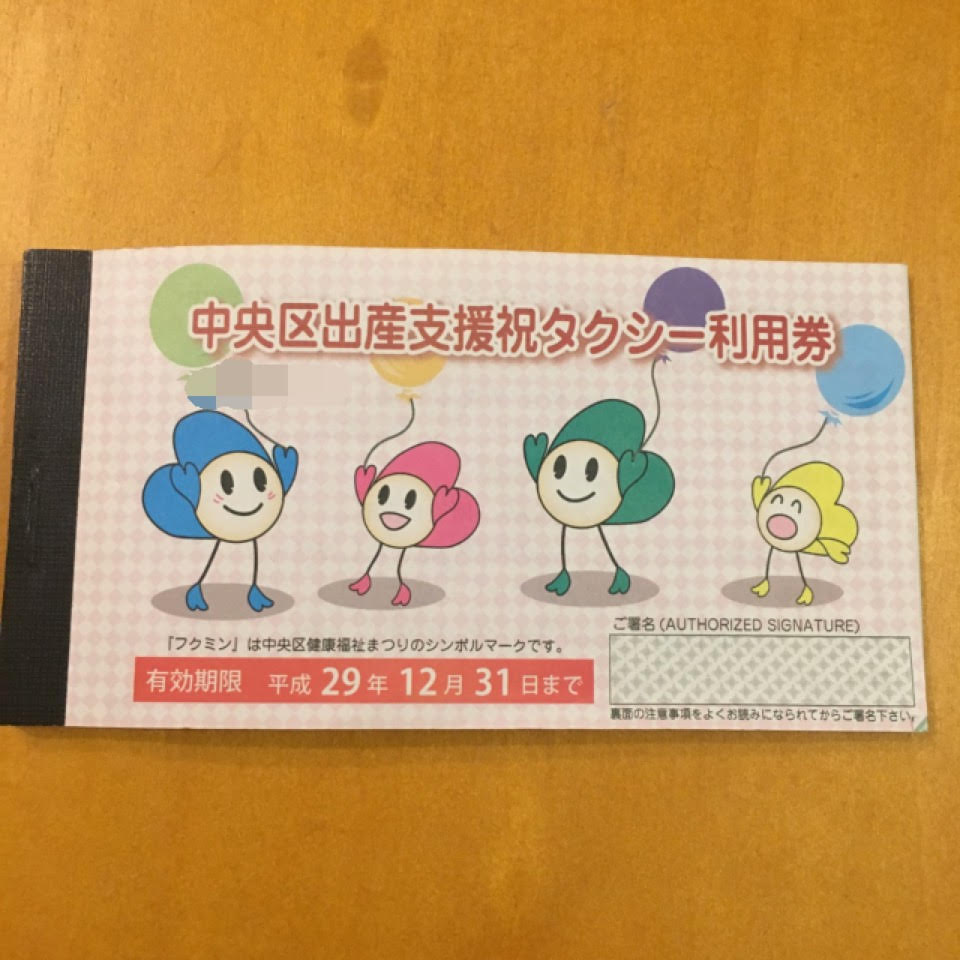 中央区出産支援祝タクシー利用券
「フクミン」は中央区健康福祉まつりのシンボルマークです。
有効期限 平成 29 年 12 月 31 日まで
ご署名(AUTHORIZED SIGNATURE)
裏面の注意事項をよくお読みになられてからご署名下さい。